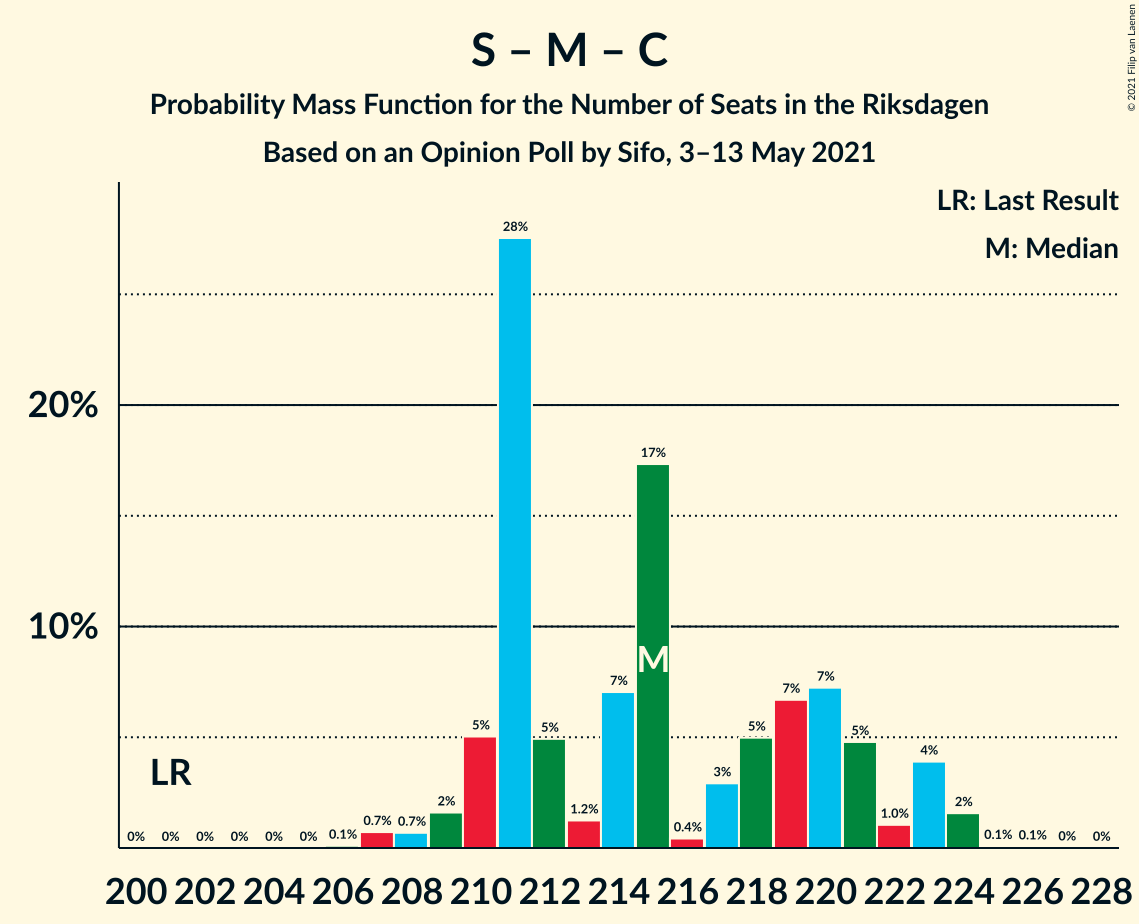 S – M – C
Probability Mass Function for the Number of Seats in the Riksdagen
Based on an Opinion Poll by Sifo, 3–13 May 2021
© 2021 Filip van Laenen
LR: Last Result
M: Median
20%
10%
LR
M
0% 0% 0% 0% 0% 0% 0.1% 0.7% 0.7% 2% 5% 28% 5% 1.2% 7% 17% 0.4% 3% 5% 7% 7% 5% 1.0% 4% 2% 0.1% 0.1% 0% 0%
200 202 204 206 208 210 212 214 216 218 220 222 224 226 228